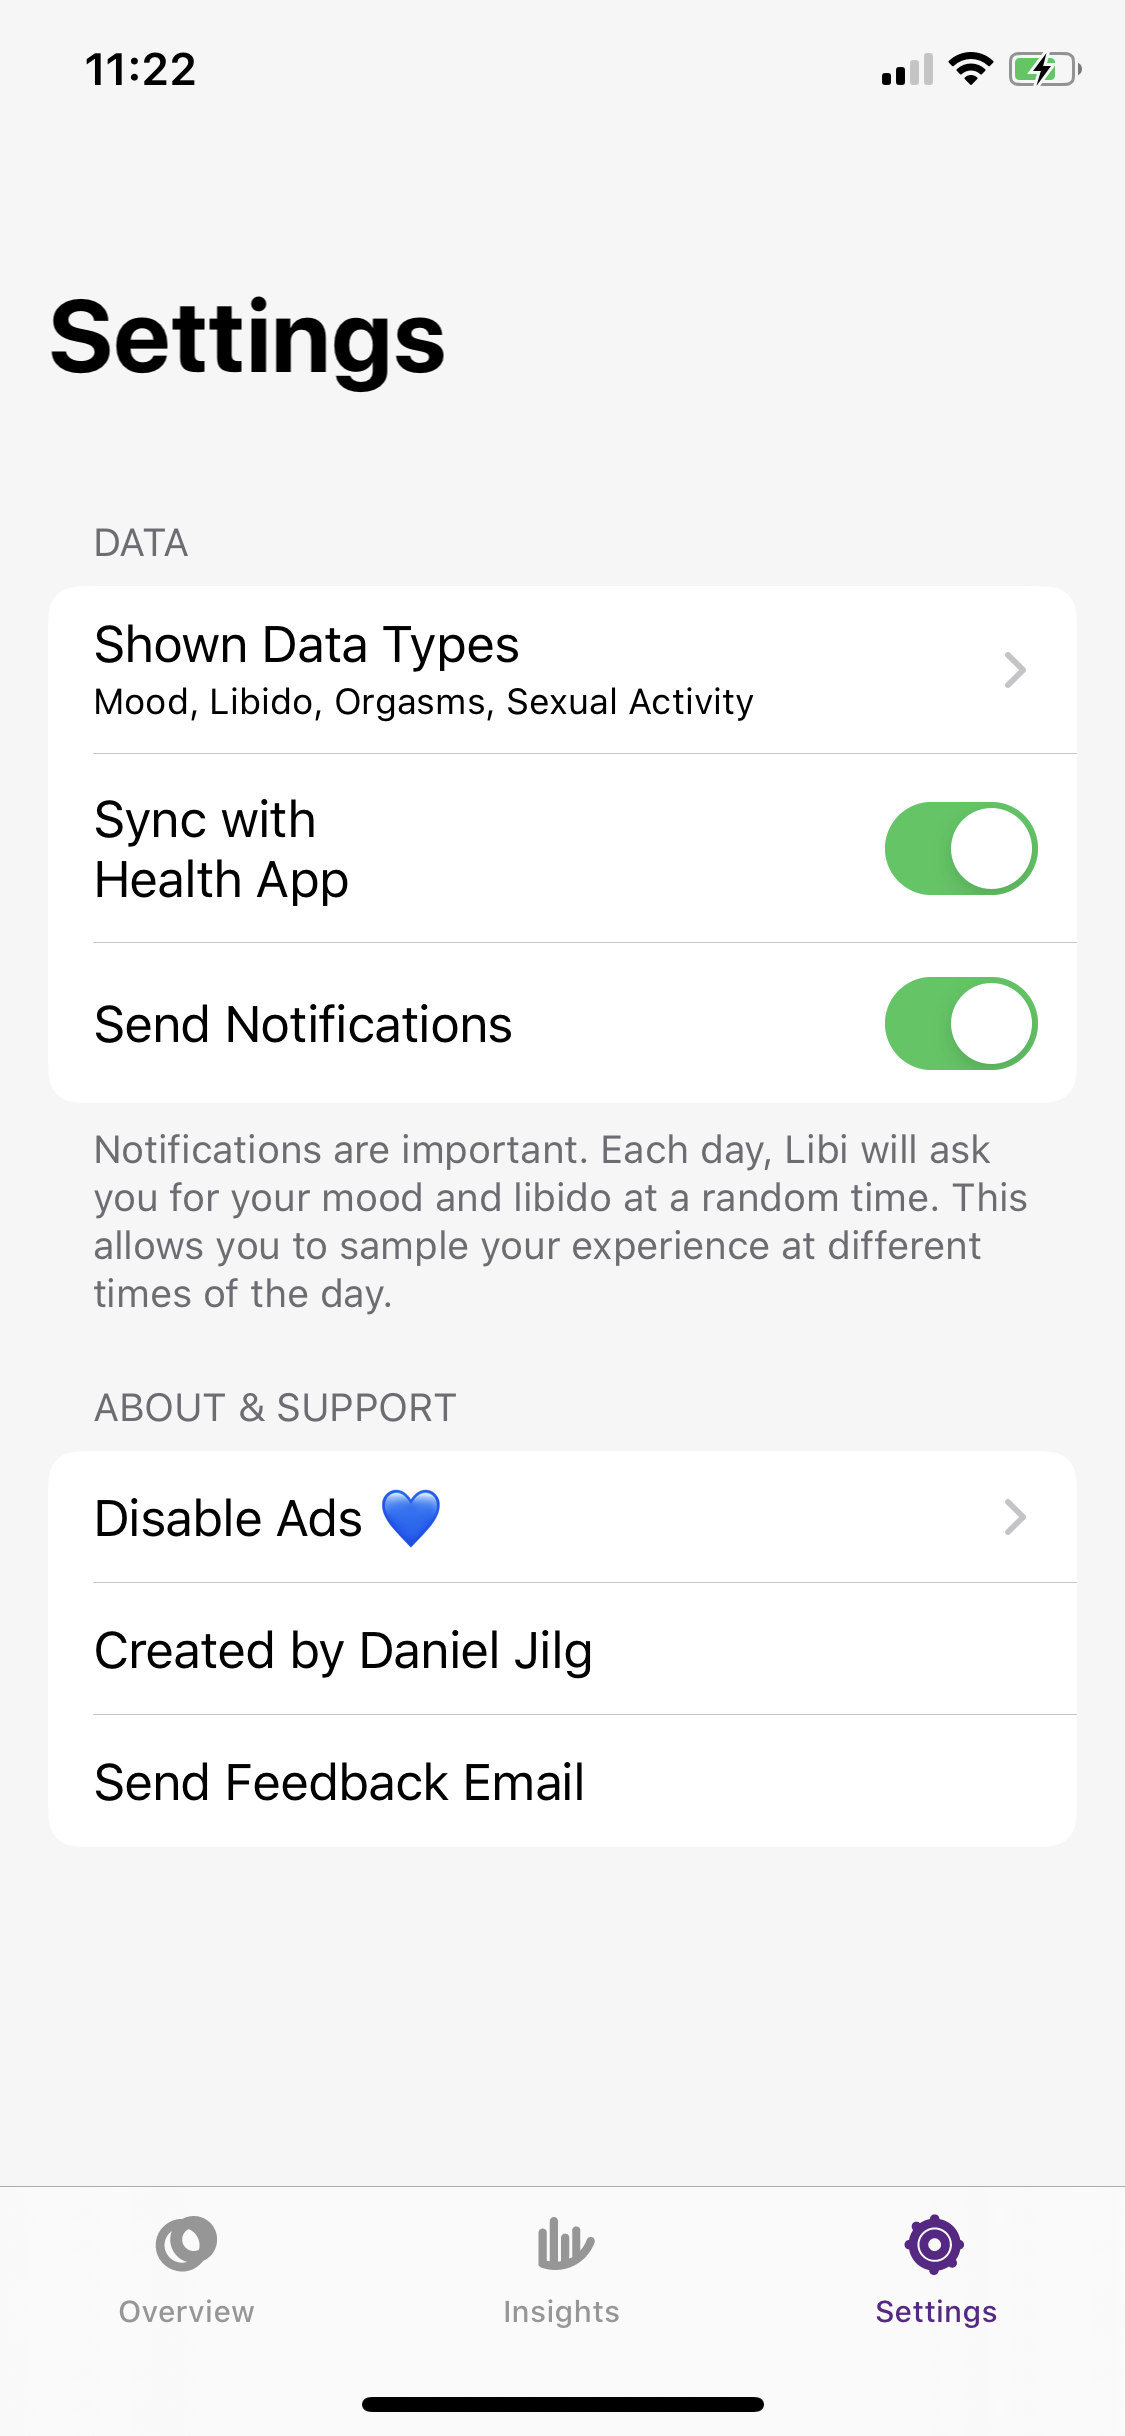 11:22
Settings
DATA
Shown Data Types
Mood, Libido, Orgasms, Sexual Activity
Sync with
Health App
Send Notifications
Notifications are important. Each day, Libi will ask
you for your mood and libido at a random time. This
allows you to sample your experience at different
times of the day.
ABOUT & SUPPORT
Disable Ads 💙
Created by Daniel Jilg
Send Feedback Email
Overview
Insights
Settings